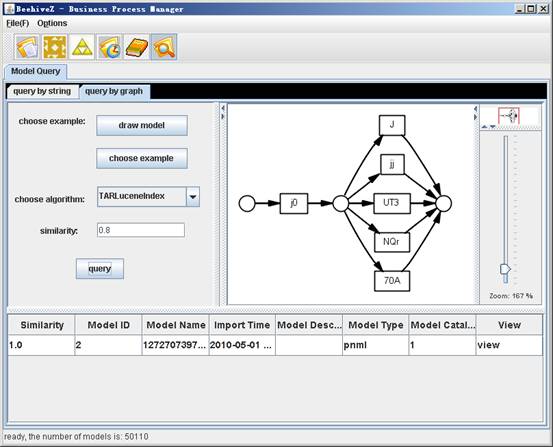 BeehiveZ - Business Process Manager
File(F) Options
Model Query
query by string query by graph
choose example: draw model
choose example
choose algorithm: TARLuceneIndex
similarity: 0.8
query
J
jj
j0 UT3
NQr
70A
Zoom: 167 %
Similarity Model ID Model Name Import Time Model Desc... Model Type Model Catal... View
1.0 2 1272707397... 2010-05-01 ... pnml 1 view
ready, the number of models is: 50110